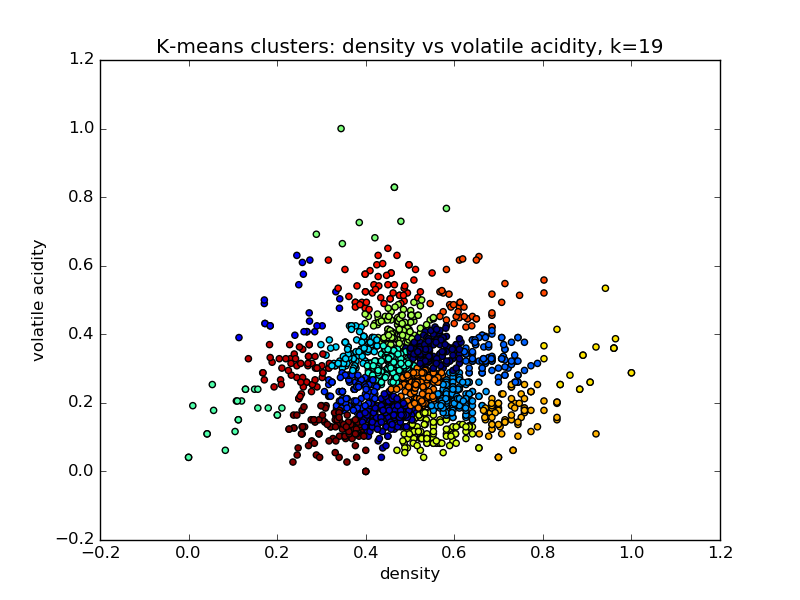 K-means clusters: density vs volatile acidity, k=19
1.2
1.0
0.8
0.6
0.4
0.2
0.0
−0.2
volatile acidity
−0.2 0.0 0.2 0.4 0.6 0.8 1.0 1.2
density